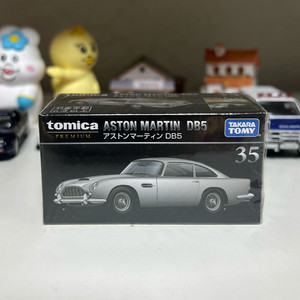 tomica ASTON MARTIN DB5
PREMIUM アストンマーティン DB5
TAKARA
TOMY
35